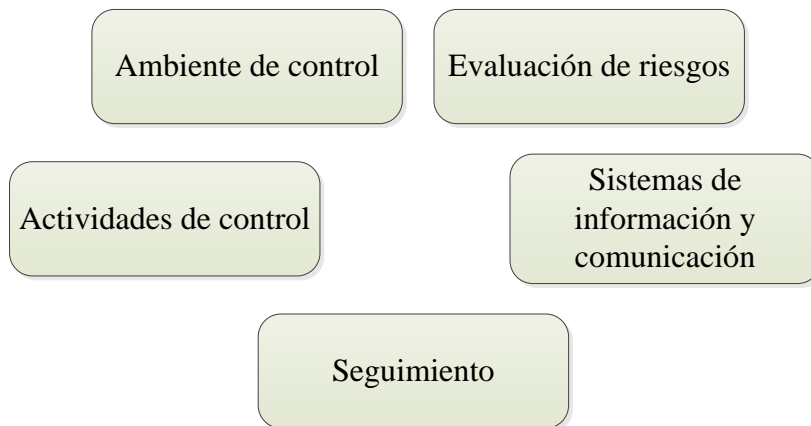 Ambiente de control
Evaluación de riesgos
Actividades de control
Sistemas de
información y
comunicación
Seguimiento